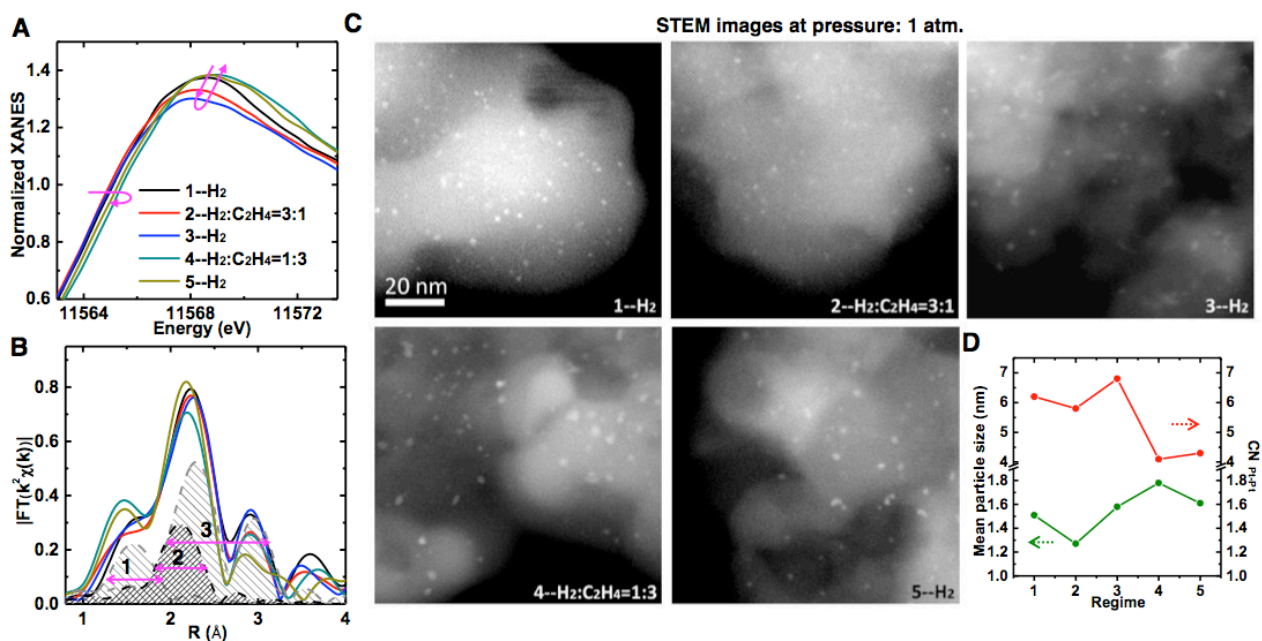 A
Normalized XANES
1.4
1.2
1.0
0.8
0.6
1--H2
2--H2:C2H4=3:1
3--H2
4--H2:C2H4=1:3
5--H2
11564 11568 11572
Energy (eV)
B
|FT(k2χ(k))|
0.8
0.6
0.4
0.2
0.0
1
2
3
1 2 3 4
R (Å)
C
STEM images at pressure: 1 atm.
20 nm
1--H2
2--H2:C2H4=3:1
3--H2
4--H2:C2H4=1:3
5--H2
D
Mean particle size (nm)
7
6
5
4
1.8
1.6
1.4
1.2
1.0
7
6
5
4
1.8
1.6
1.4
1.2
1.0
CN Pt-Pt
1 2 3 4 5
Regime